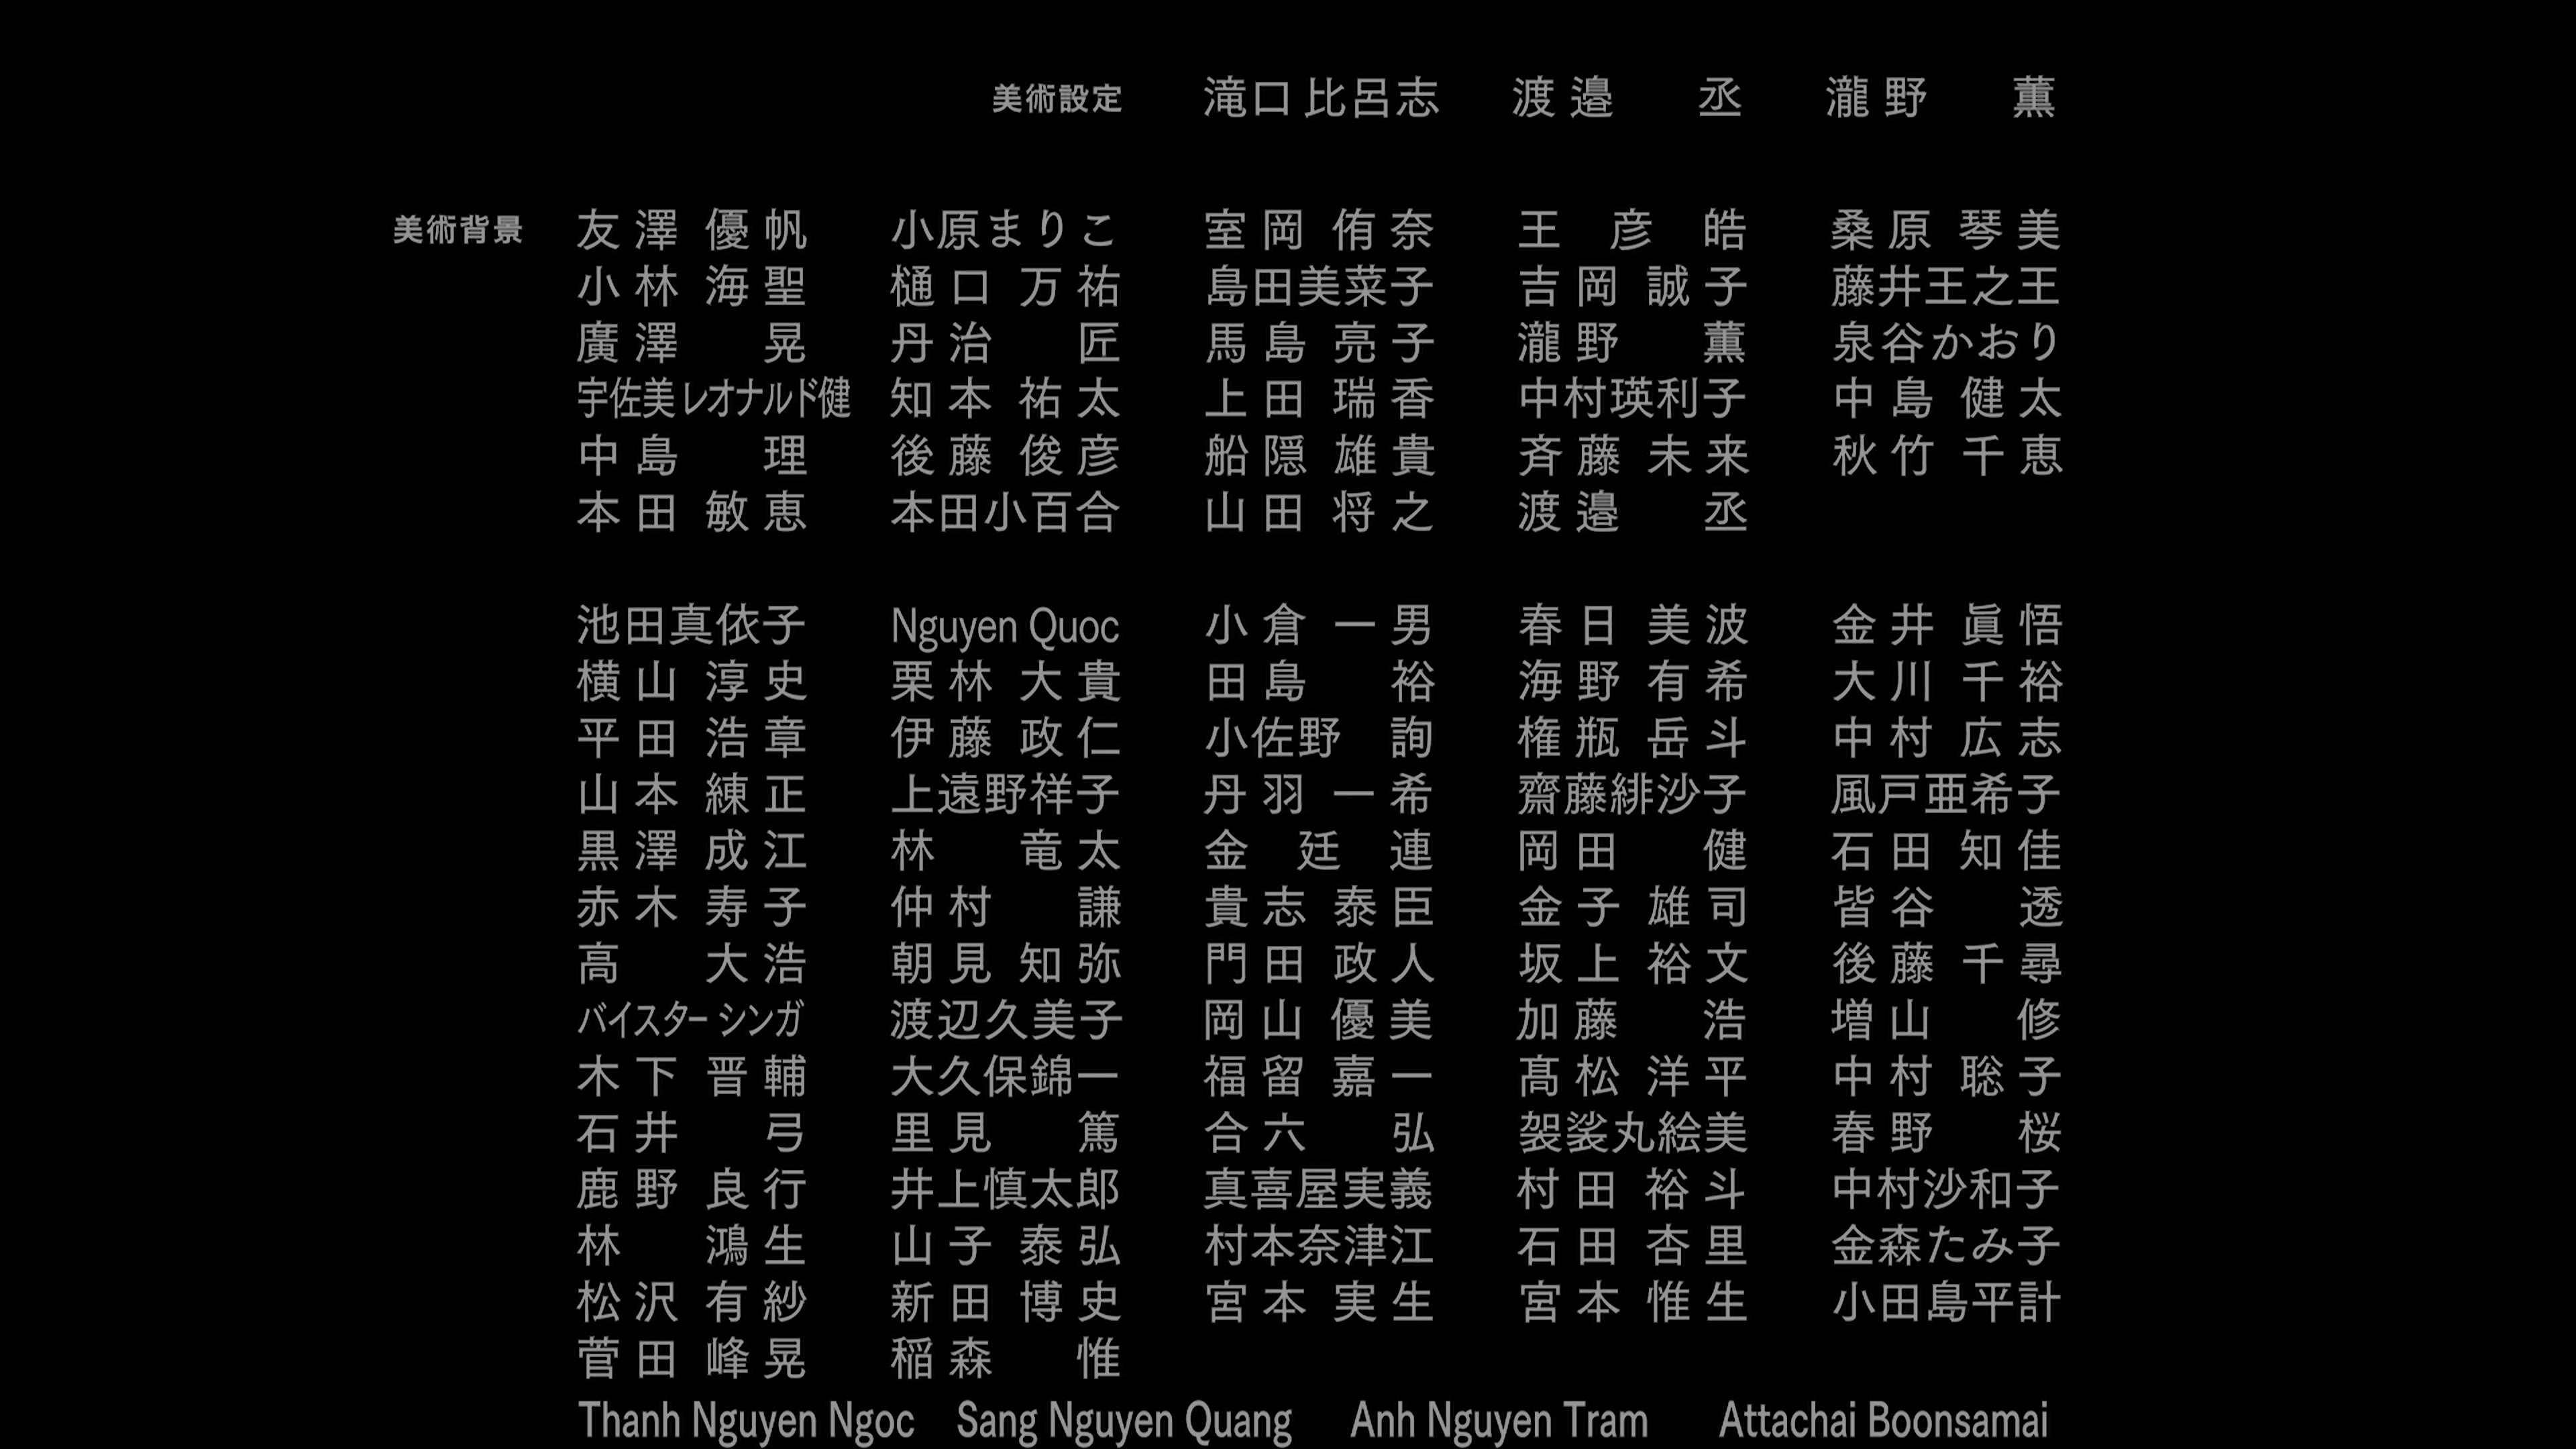 美術設定 滝口比呂志 渡邉 丞 瀧野 薫
美術背景 友澤優帆 小原まりこ 室岡侑奈 王彦皓 桑原琴美
小林海聖 樋口万祐 島田美菜子 吉岡誠子 藤井王之王
廣澤 晃 丹治 匠 馬島亮子 瀧野 薫 泉谷かおり
宇佐美レオナルド健 知本祐太 上田瑞香 中村瑛利子 中島健太
中島 理 後藤俊彦 船隠雄貴 斉藤未来 秋竹千恵
本田敏恵 本田小百合 山田将之 渡邉 丞
池田真依子 Nguyen Quoc 小倉一男 春日美波 金井眞悟
横山淳史 栗林大貴 田島 裕 海野有希 大川千裕
平田浩章 伊藤政仁 小佐野 詢 権瓶岳斗 中村広志
山本練正 上遠野祥子 丹羽一希 齋藤緋沙子 風戸亜希子
黒澤成江 林 竜太 金廷連 岡田 健 石田知佳
赤木寿子 仲村 謙 貴志泰臣 金子雄司 皆谷 透
高 大浩 朝見知弥 門田政人 坂上裕文 後藤千尋
バイスター シンガ 渡辺久美子 岡山優美 加藤 浩 増山 修
木下晋輔 大久保錦一 福留嘉一 髙松洋平 中村聡子
石井 弓 里見 篤 合六 弘 袈裟丸絵美 春野 桜
鹿野良行 井上慎太郎 真喜屋実義 村田裕斗 中村沙和子
林 鴻生 山子泰弘 村本奈津江 石田杏里 金森たみ子
松沢有紗 新田博史 宮本実生 宮本惟生 小田島平計
菅田峰晃 稲森 惟
Thanh Nguyen Ngoc Sang Nguyen Quang Anh Nguyen Tram Attachai Boonsamai